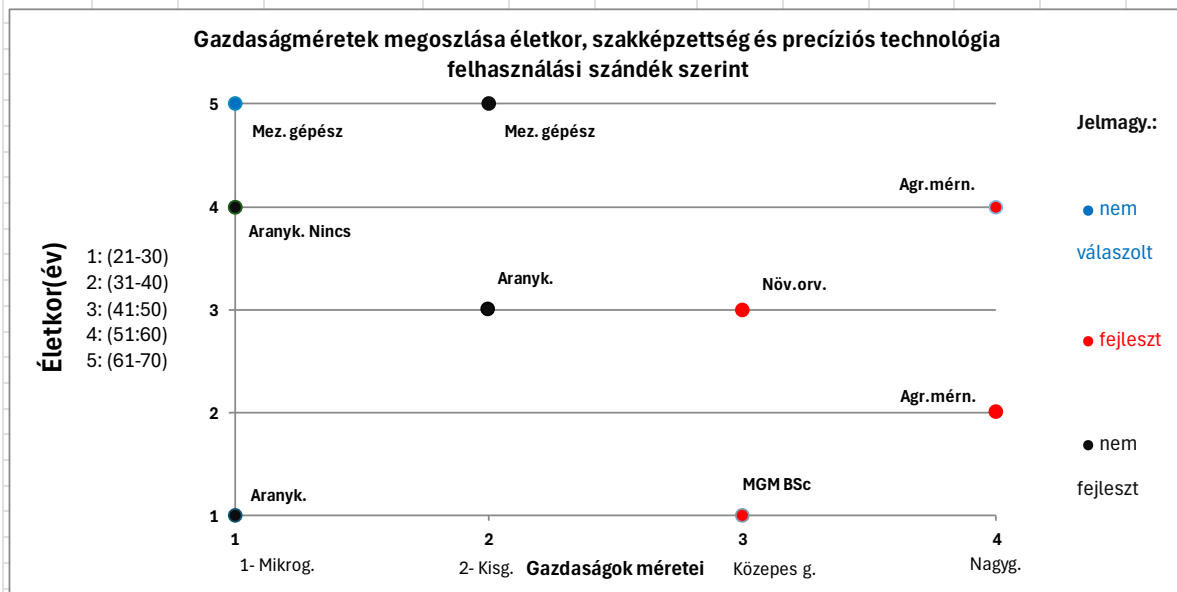 Gazdaságméretek megoszlása életkor, szakképzettség és precíziós technológia
felhasználási szándék szerint
5
Mez. gépész
Mez. gépész
Jelmagy.:
Agr.mérn.
4
nem
Aranyk. Nincs
válaszolt
Életkor(év)
1: (21-30)
2: (31-40)
3: (41:50)
4: (51:60)
5: (61-70)
Aranyk.
Növ.orv.
3
fejleszt
Agr.mérn.
2
nem
fejleszt
MGM BSc
Aranyk.
1
1
2
3
4
1- Mikrog.
2- Kisg.
Gazdaságok méretei
Közepes g.
Nagyg.